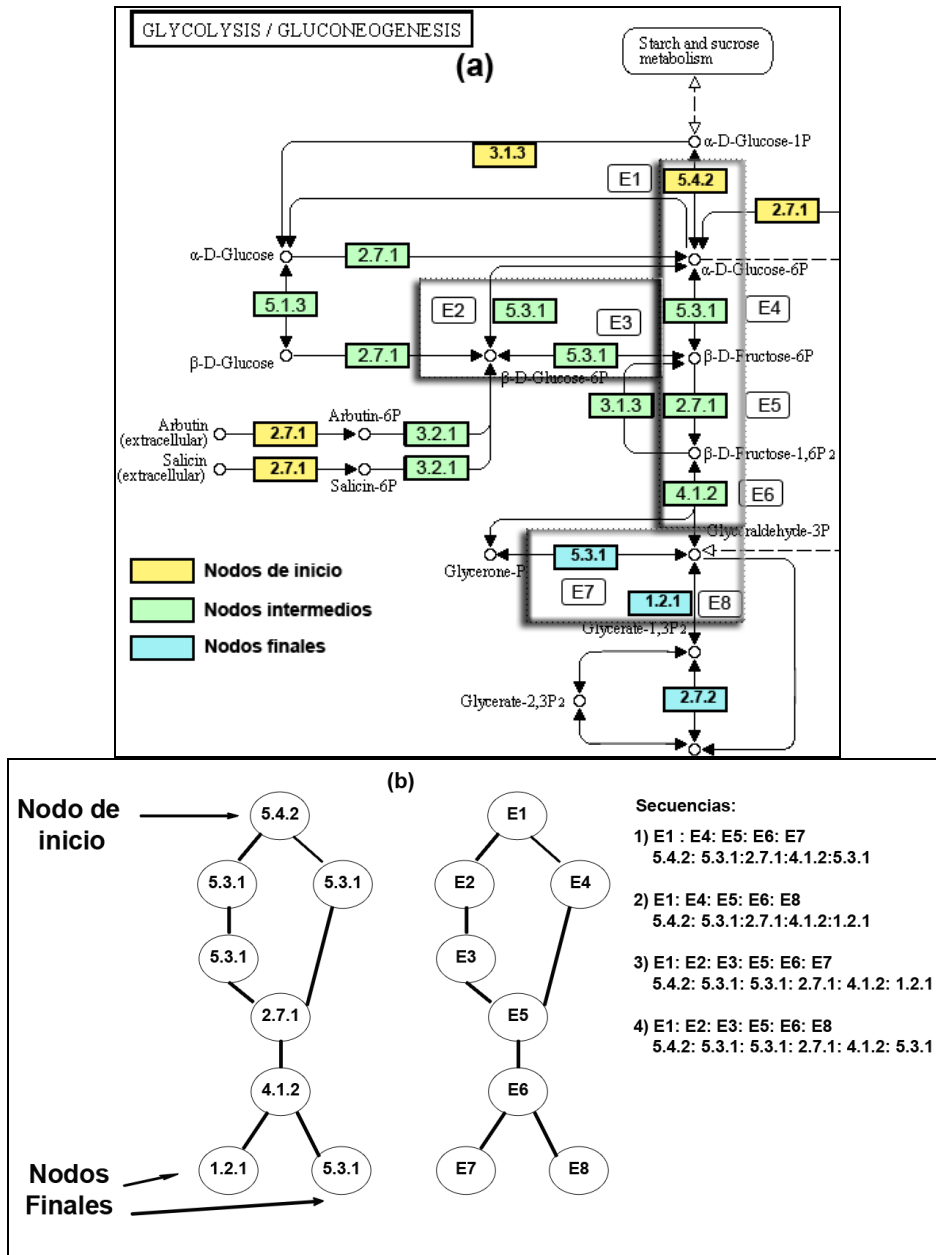 GLYCOLYSIS / GLUCONEOGENESIS
(a)
Starch and sucrose
metabolism
α-D-Glucose-1P
3.1.3
E1
5.4.2
2.7.1
α-D-Glucose
2.7.1
α-D-Glucose-6P
5.1.3
E2
5.3.1
E3
5.3.1
E4
β-D-Glucose
2.7.1
5.3.1
β-D-Fructose-6P
β-D-Glucose-6P
3.1.3
2.7.1
E5
Arbutin
(extracellular)
2.7.1
Arbutin-6P
3.2.1
β-D-Fructose-1,6P2
Salicin
(extracellular)
2.7.1
Salicin-6P
3.2.1
4.1.2
E6
Glyceraldehyde-3P
5.3.1
Glycerone-P
E7
1.2.1
E8
Nodos de inicio
Nodos intermedios
Nodos finales
Glycerate-1,3P2
Glycerate-2,3P2
2.7.2
(b)
Nodo de
inicio
5.4.2
5.3.1
5.3.1
5.3.1
2.7.1
4.1.2
1.2.1
5.3.1
Nodos
Finales
E1
E2
E4
E3
E5
E6
E7
E8
Secuencias:
1) E1 : E4: E5: E6: E7
5.4.2: 5.3.1:2.7.1:4.1.2:5.3.1
2) E1: E4: E5: E6: E8
5.4.2: 5.3.1:2.7.1:4.1.2:1.2.1
3) E1: E2: E3: E5: E6: E7
5.4.2: 5.3.1: 5.3.1: 2.7.1: 4.1.2: 1.2.1
4) E1: E2: E3: E5: E6: E8
5.4.2: 5.3.1: 5.3.1: 2.7.1: 4.1.2: 5.3.1